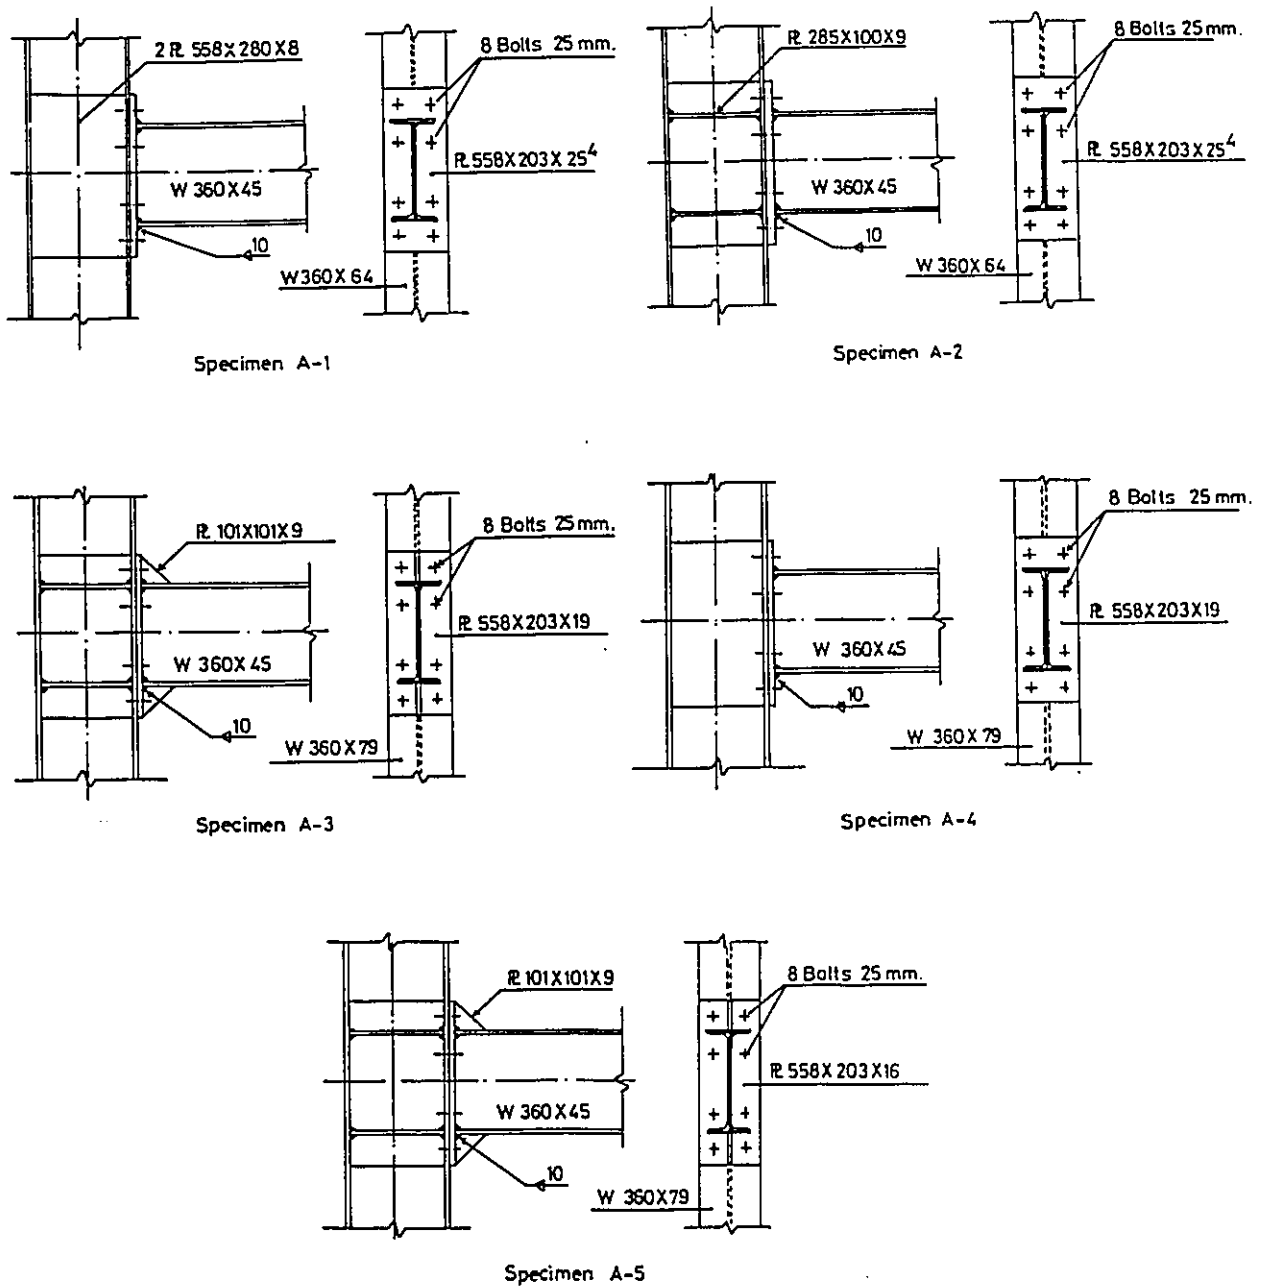 2 PL 558X280X8
8 Bolts 25 mm.
W 360X45
PL 558X203X25⁴
10
W 360X64
Specimen A-1
PL 285X100X9
8 Bolts 25 mm.
W 360X45
PL 558X203X25⁴
10
W 360X64
Specimen A-2
PL 101X101X9
8 Bolts 25 mm.
PL 558X203X19
W 360X45
10
W 360X79
Specimen A-3
8 Bolts 25 mm.
PL 558X203X19
W 360X45
10
W 360X79
Specimen A-4
PL 101X101X9
8 Bolts 25 mm.
PL 558X203X16
W 360X45
10
W 360X79
Specimen A-5